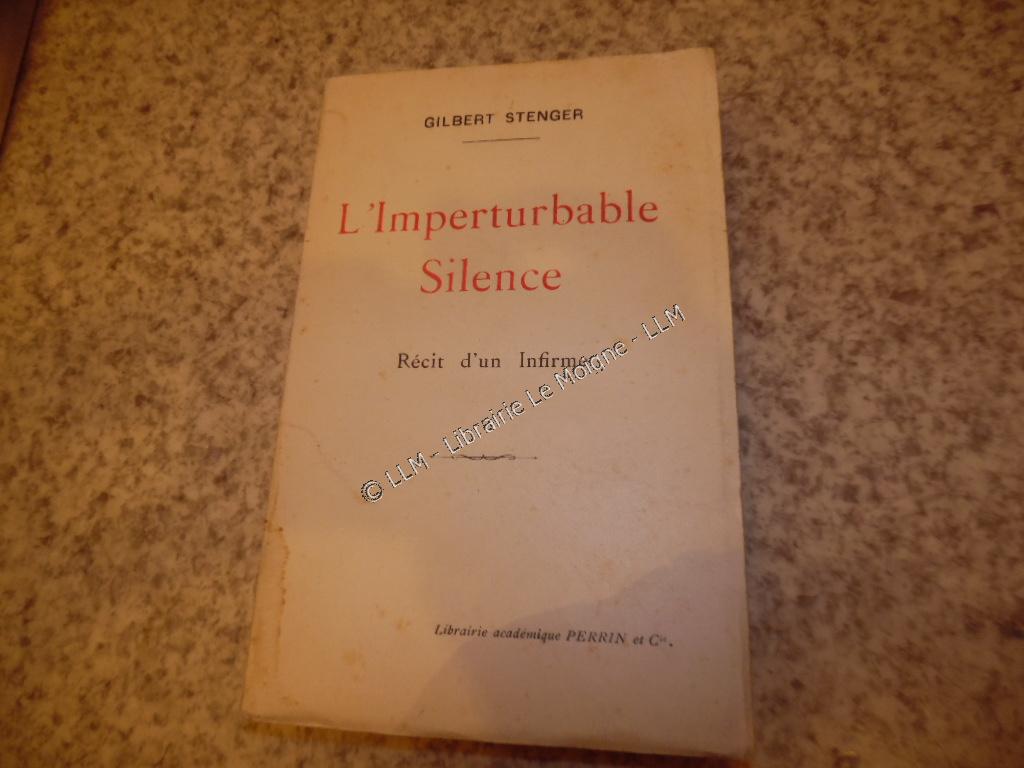 GILBERT STENGER
L'Imperturbable
Silence
Récit d'un
© LLM - Librairie Le Moigne - LLM
Librairie académique PERRIN et Cie.